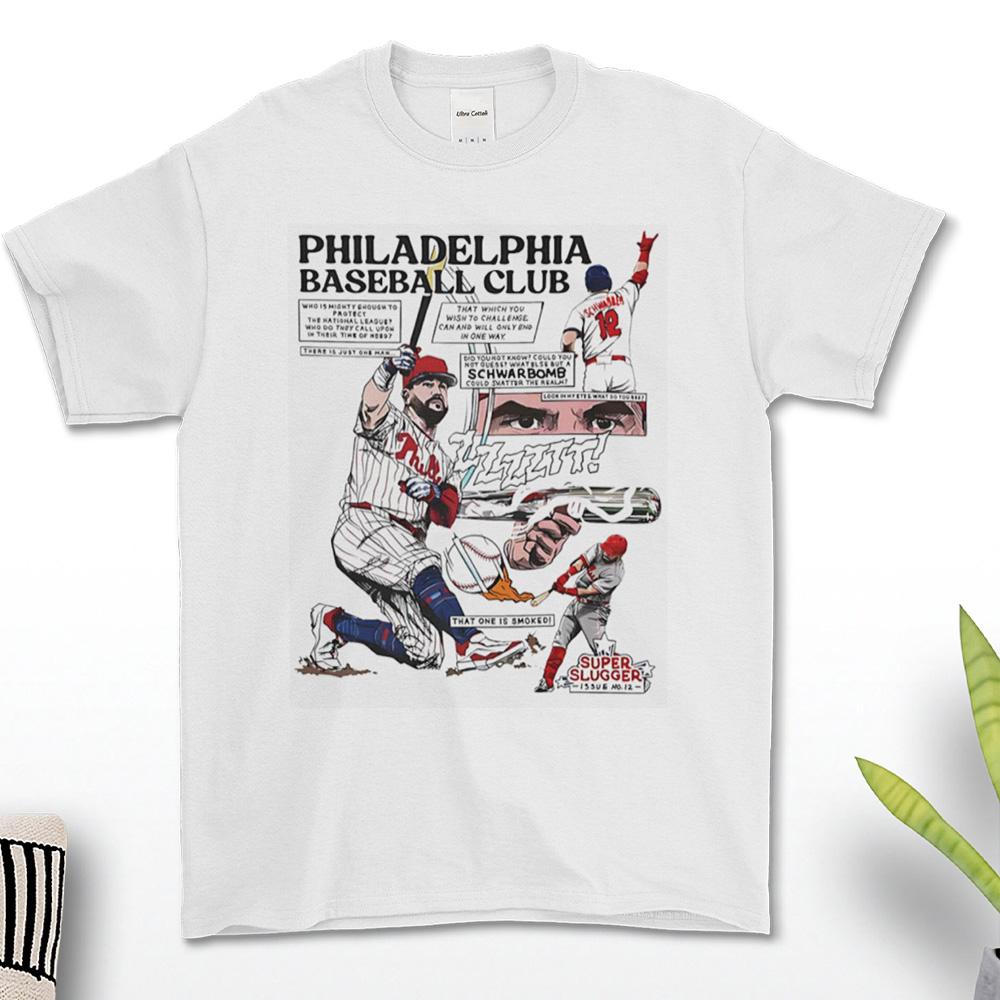 Ultra Cotton
PHILADELPHIA
BASEBALL CLUB
WHO IS MIGHTY ENOUGH TO
PROTECT
THE NATIONAL LEAGUE?
WHO DO THEY CALL UPON
IN THEIR TIME OF NEED?
THERE IS JUST ONE MAN...
THAT WHICH YOU
WISH TO CHALLENGE
CAN AND WILL ONLY END
IN ONE WAY.
DID YOU NOT KNOW? COULD YOU
NOT GUESS? WHAT ELSE BUT A
SCHWARBOMB
COULD SHATTER THE REALM?
SCHWARBER
12
LOOK IN MY EYES. WHAT DO YOU SEE?
Phill
THAT ONE IS SMOKED!
SUPER
SLUGGER
-ISSUE NO.12-